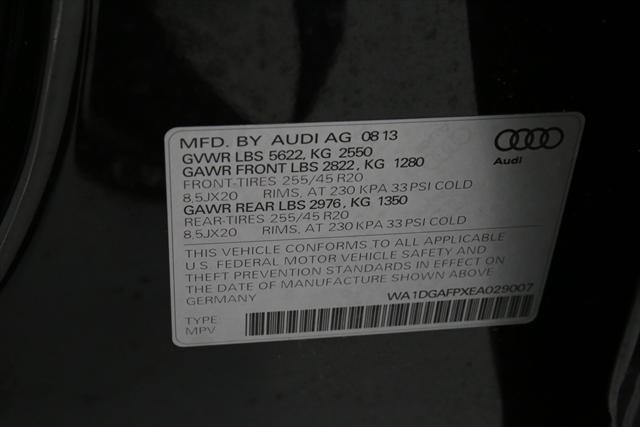 MFD. BY AUDI AG 08 13
GVWR LBS 5622, KG 2550
GAWR FRONT LBS 2822, KG 1280
FRONT-TIRES 255/45 R20
8,5JX20 RIMS, AT 230 KPA 33 PSI COLD
GAWR REAR LBS 2976, KG 1350
REAR-TIRES 255/45 R20
8,5JX20 RIMS, AT 230 KPA 33 PSI COLD
Audi
THIS VEHICLE CONFORMS TO ALL APPLICABLE
U.S. FEDERAL MOTOR VEHICLE SAFETY AND
THEFT PREVENTION STANDARDS IN EFFECT ON
THE DATE OF MANUFACTURE SHOWN ABOVE
GERMANY
WA1DGAFPXEA029007
TYPE:
MPV